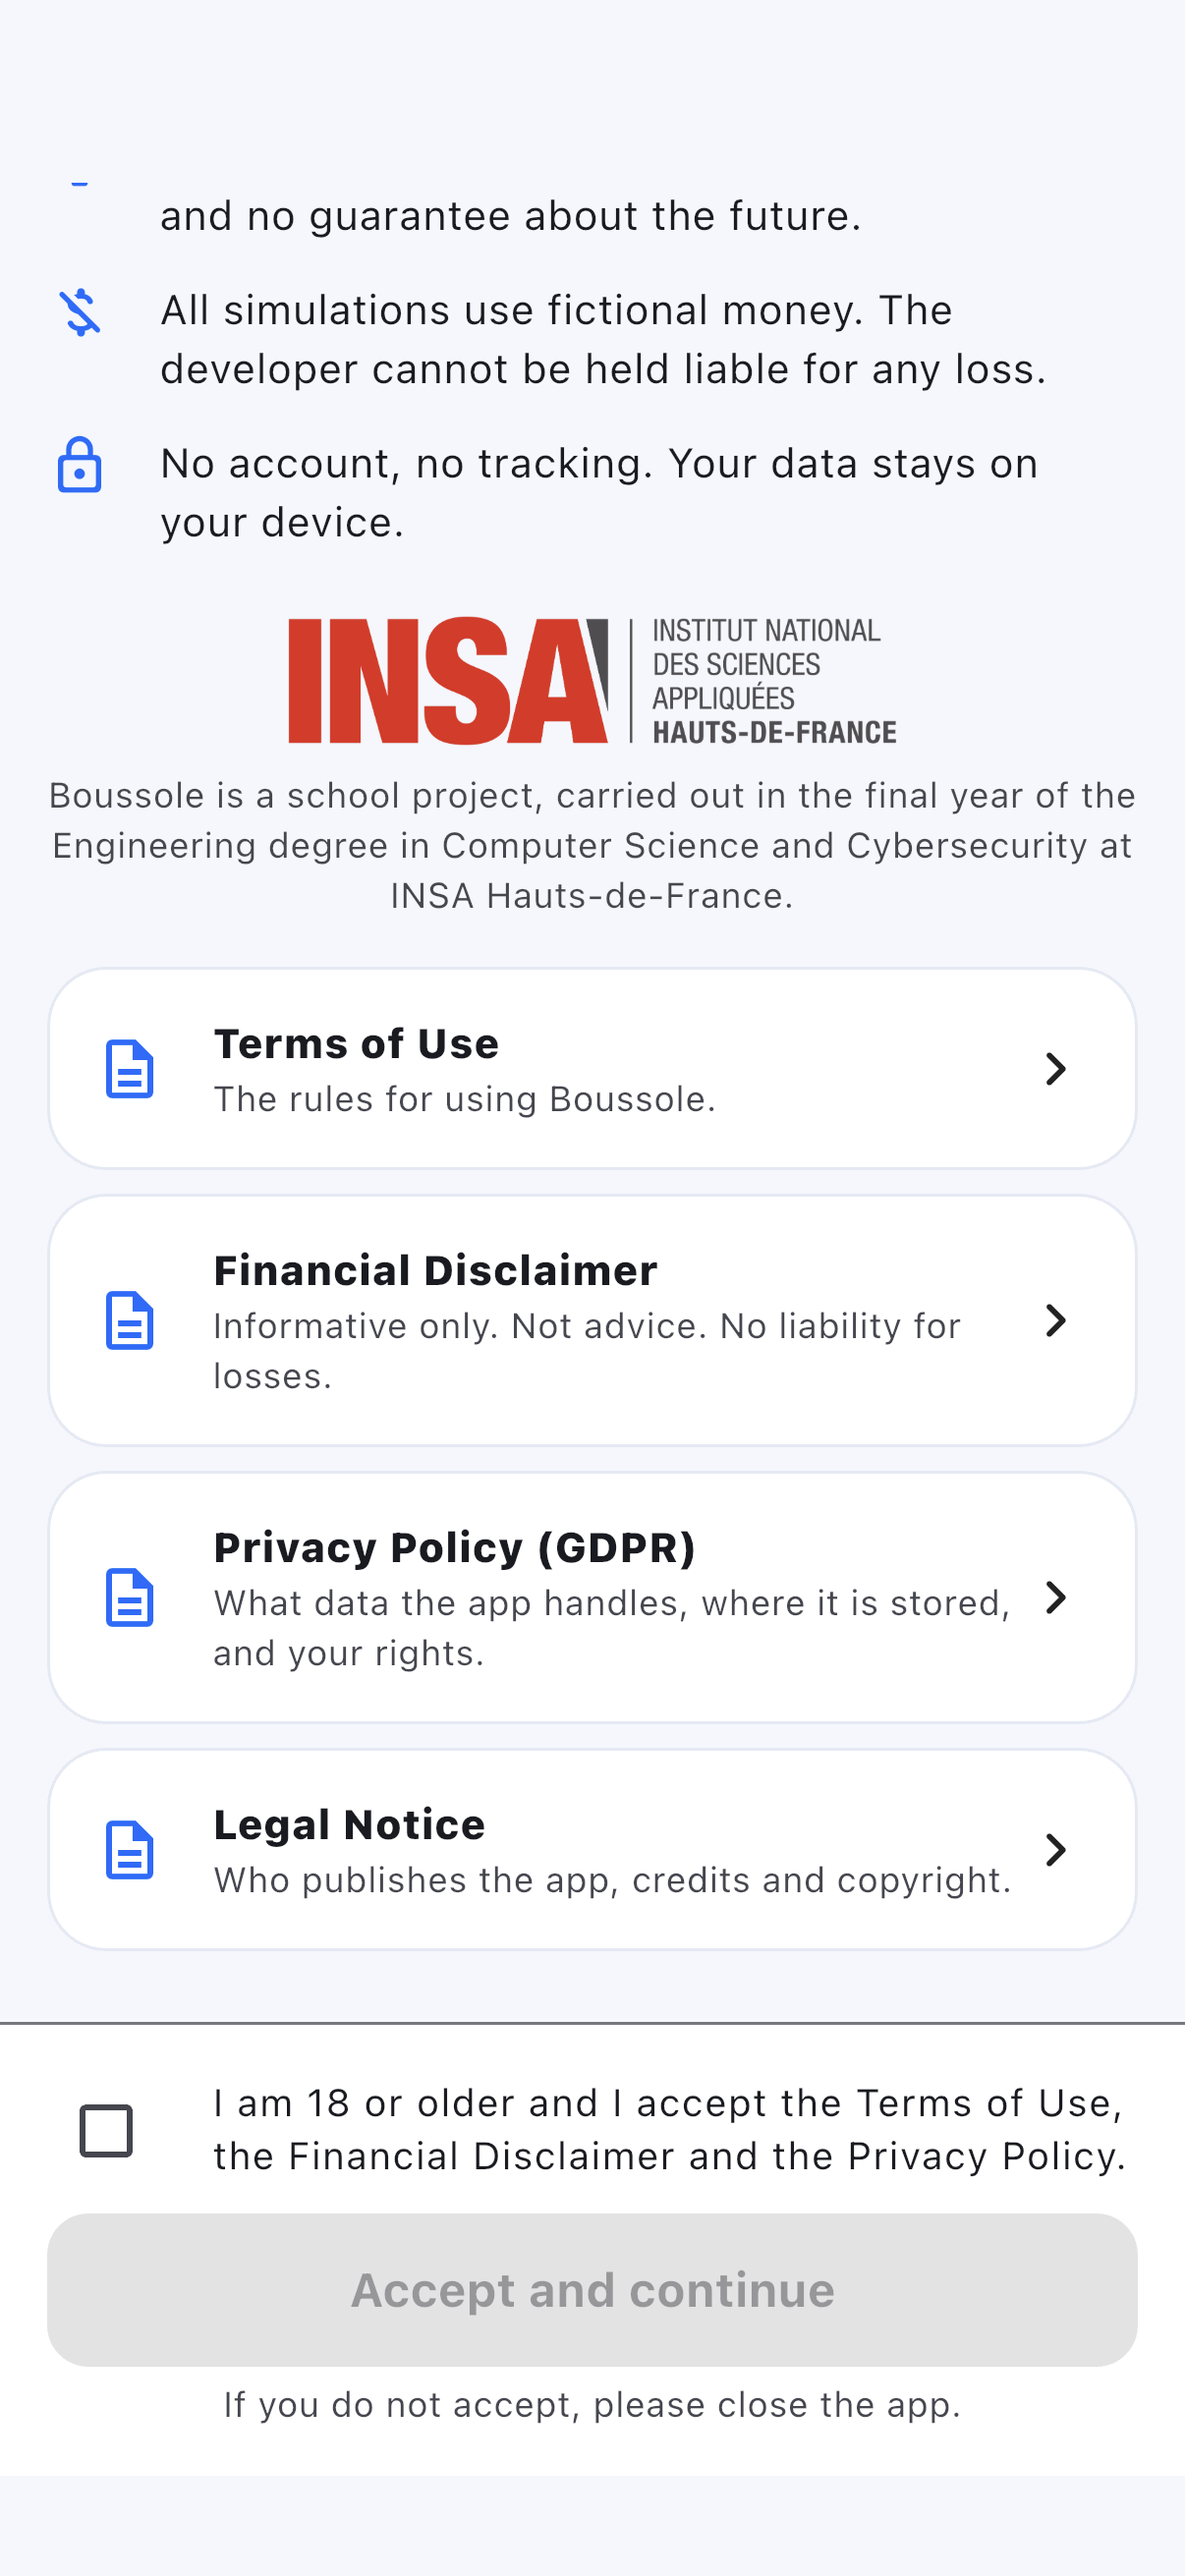 and no guarantee about the future.
All simulations use fictional money. The
developer cannot be held liable for any loss.
No account, no tracking. Your data stays on
your device.
INSA
INSTITUT NATIONAL
DES SCIENCES
APPLIQUÉES
HAUTS-DE-FRANCE
Boussole is a school project, carried out in the final year of the
Engineering degree in Computer Science and Cybersecurity at
INSA Hauts-de-France.
Terms of Use
The rules for using Boussole.
Financial Disclaimer
Informative only. Not advice. No liability for
losses.
Privacy Policy (GDPR)
What data the app handles, where it is stored,
and your rights.
Legal Notice
Who publishes the app, credits and copyright.
I am 18 or older and I accept the Terms of Use,
the Financial Disclaimer and the Privacy Policy.
Accept and continue
If you do not accept, please close the app.